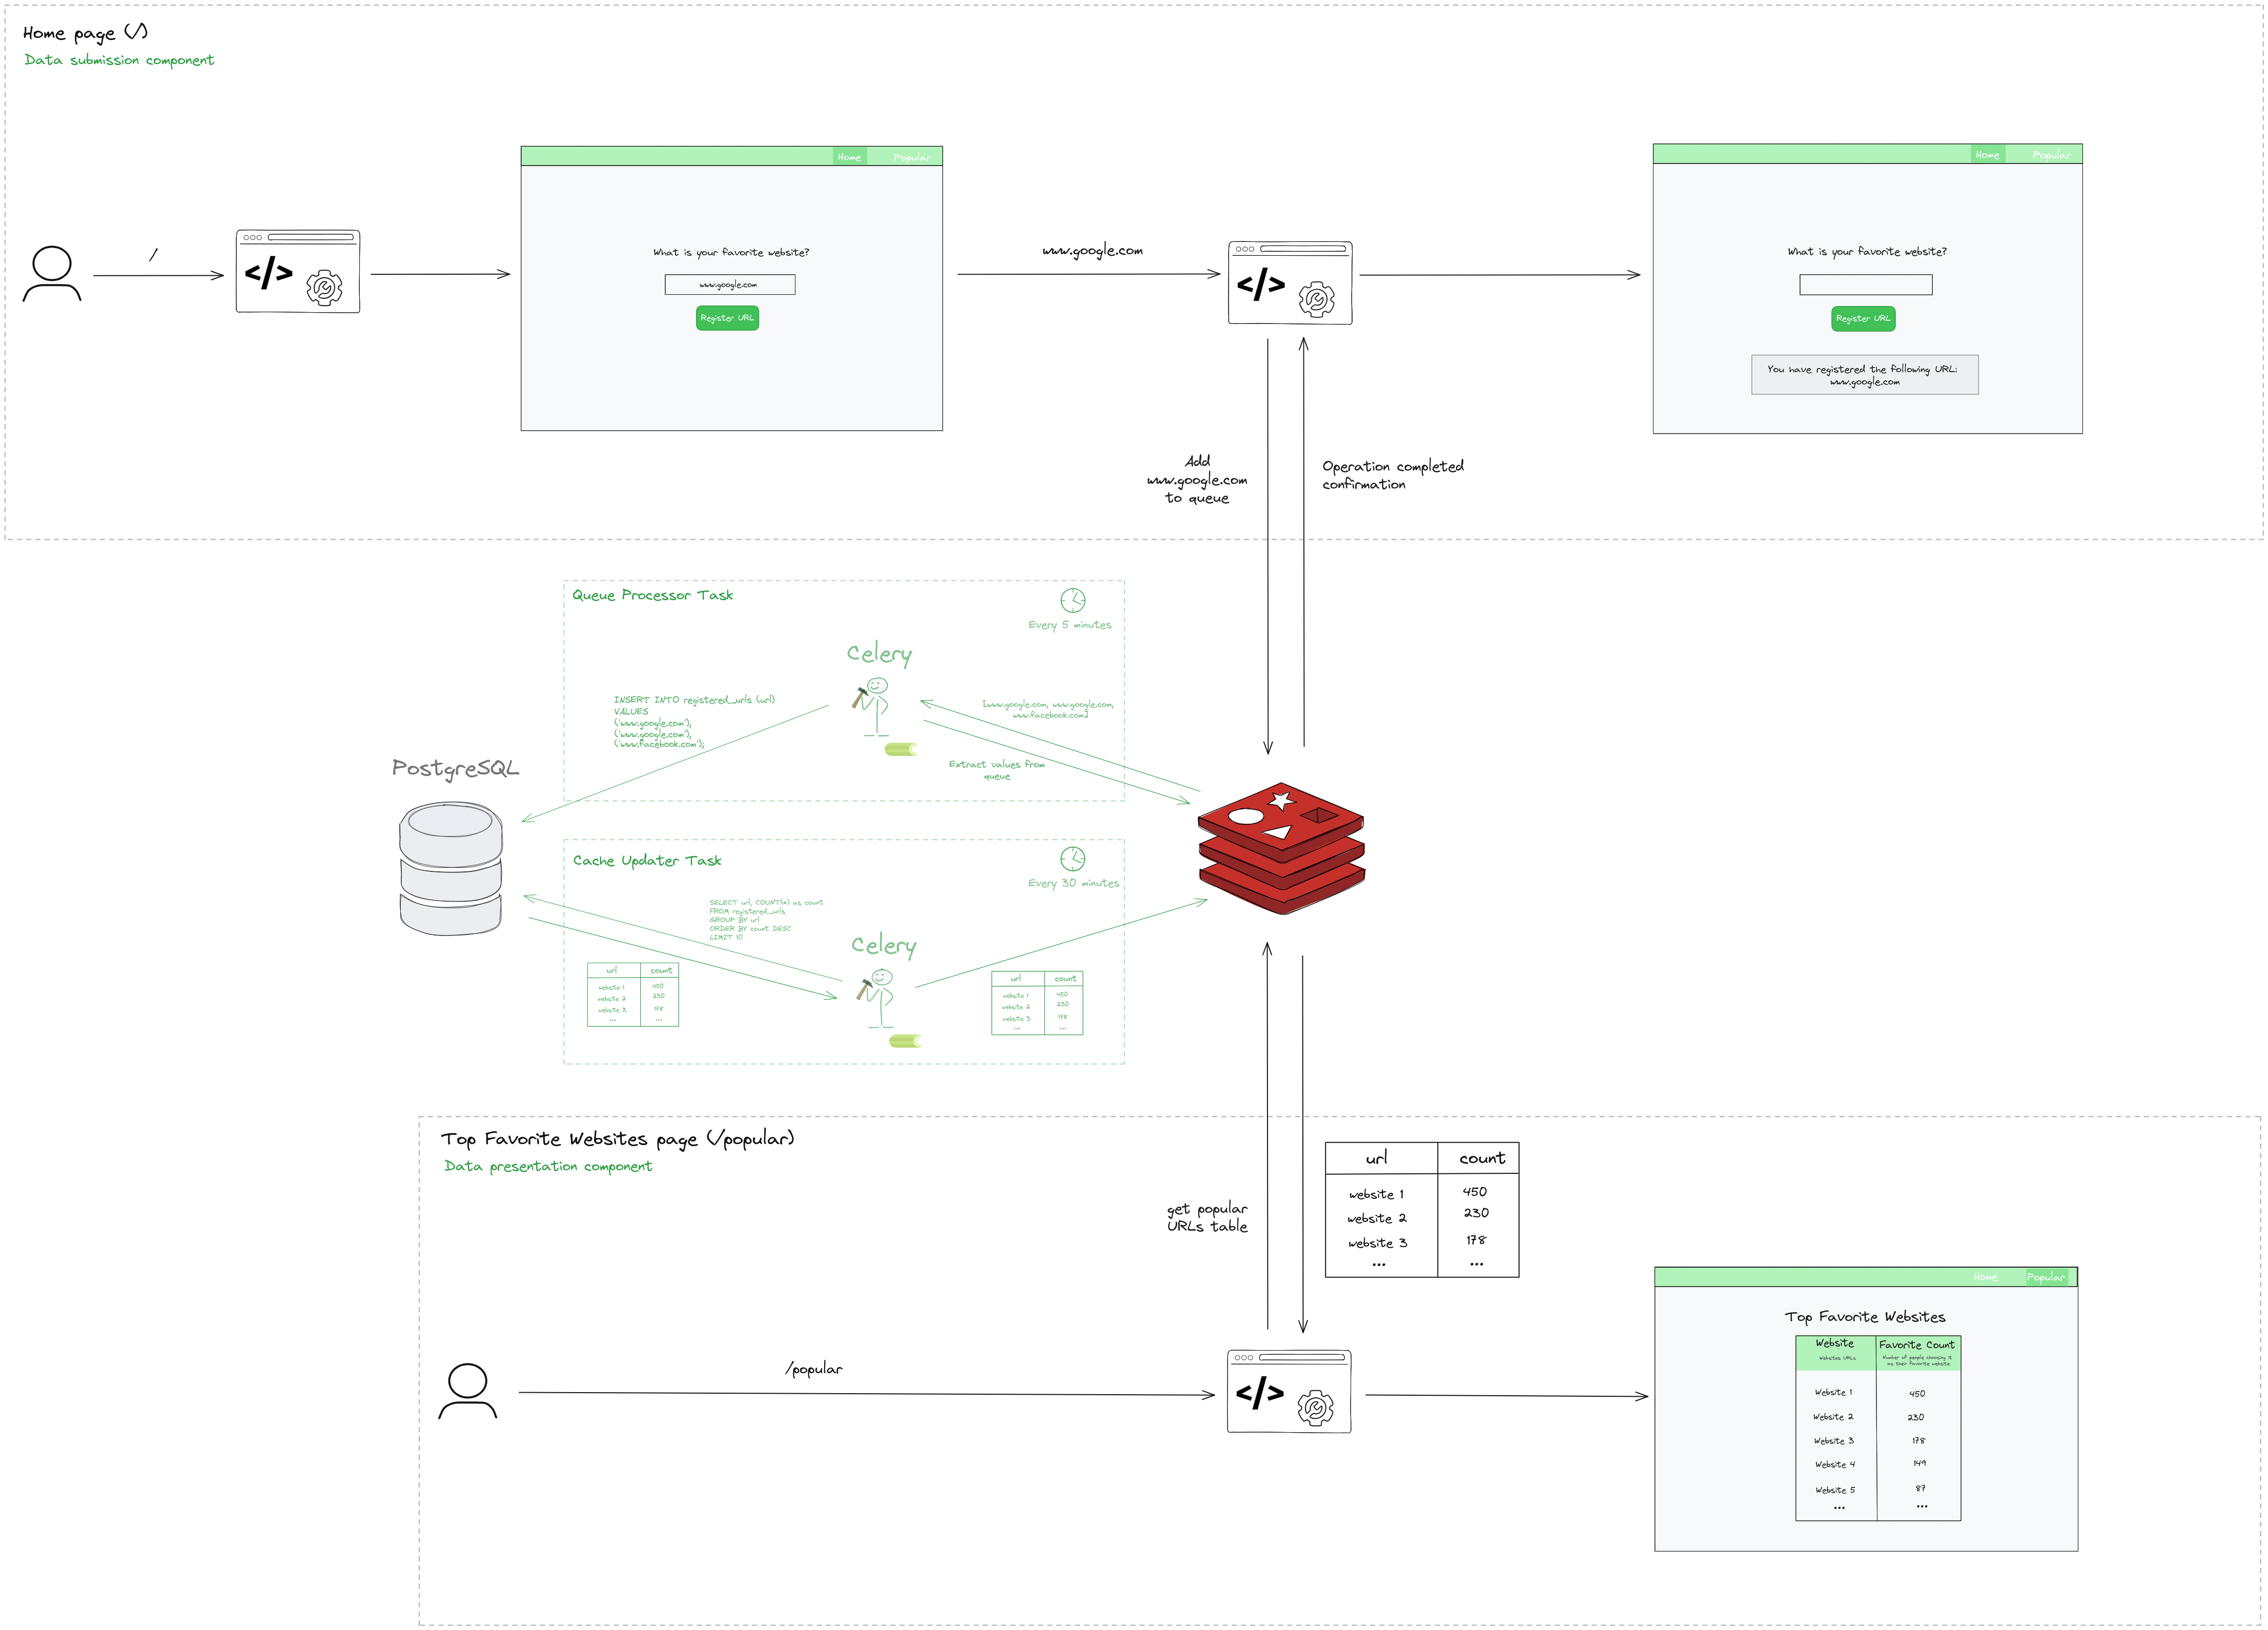 Home page (/)
Data submission component
Home
Popular
Home
Popular
/
</>
What is your favorite website?
www.google.com
Register URL
www.google.com
</>
What is your favorite website?
Register URL
You have registered the following URL:
www.google.com
Add
www.google.com
to queue
Operation completed
confirmation
Queue Processor Task
Every 5 minutes
Celery
INSERT INTO registered_urls (url)
VALUES
('www.google.com'),
('www.google.com'),
('www.facebook.com');
[www.google.com, www.google.com,
www.facebook.com]
Extract values from
queue
PostgreSQL
Cache Updater Task
Every 30 minutes
SELECT url, COUNT(*) as count
FROM registered_urls
GROUP BY url
ORDER BY count DESC
LIMIT 10
Celery
url count
website 1 450
website 2 230
website 3 178
... ...
url count
website 1 450
website 2 230
website 3 178
... ...
Top Favorite Websites page (/popular)
Data presentation component
get popular
URLs table
url count
website 1 450
website 2 230
website 3 178
... ...
/popular
</>
Home
Popular
Top Favorite Websites
Website
Websites URLs
Favorite Count
Number of people choosing it
as their favorite website
Website 1 450
Website 2 230
Website 3 178
Website 4 149
Website 5 87
... ...